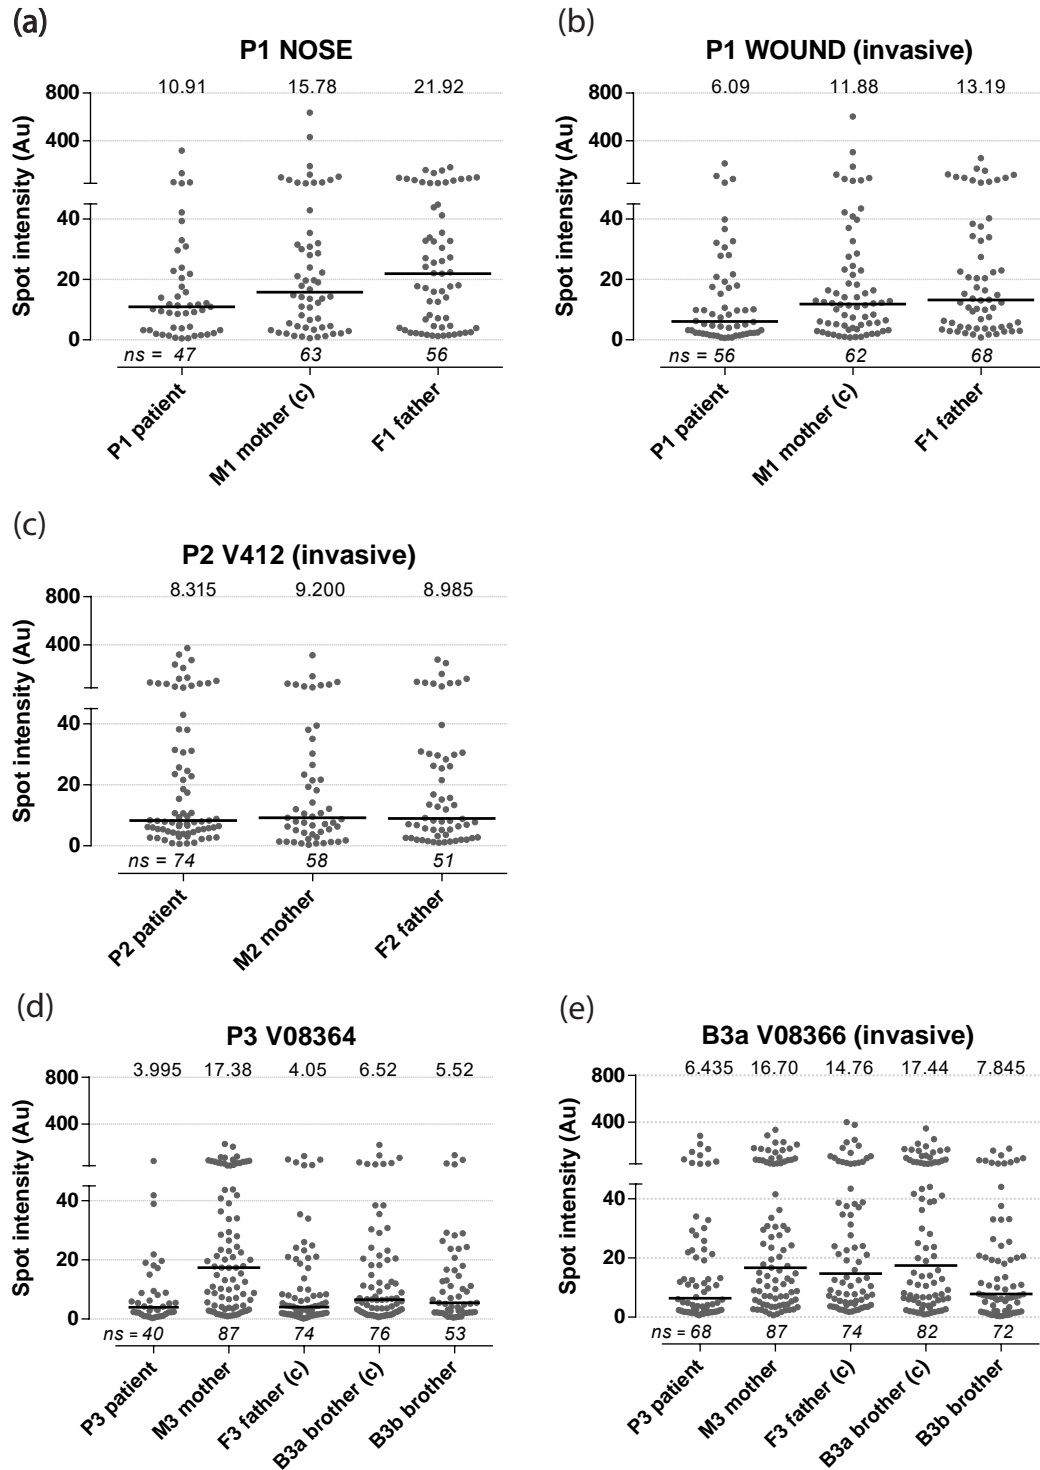 (a)
P1 NOSE
10.91 15.78 21.92
Spot intensity (Au)
800
400
40
20
0
ns = 47 63 56
P1 patient
M1 mother (c)
F1 father
(b)
P1 WOUND (invasive)
6.09 11.88 13.19
Spot intensity (Au)
800
400
40
20
0
ns = 56 62 68
P1 patient
M1 mother (c)
F1 father
(c)
P2 V412 (invasive)
8.315 9.200 8.985
Spot intensity (Au)
800
400
40
20
0
ns = 74 58 51
P2 patient
M2 mother
F2 father
(d)
P3 V08364
3.995 17.38 4.05 6.52 5.52
Spot intensity (Au)
800
400
40
20
0
ns = 40 87 74 76 53
P3 patient
M3 mother
F3 father (c)
B3a brother (c)
B3b brother
(e)
B3a V08366 (invasive)
6.435 16.70 14.76 17.44 7.845
Spot intensity (Au)
800
400
40
20
0
ns = 68 87 74 82 72
P3 patient
M3 mother
F3 father (c)
B3a brother (c)
B3b brother